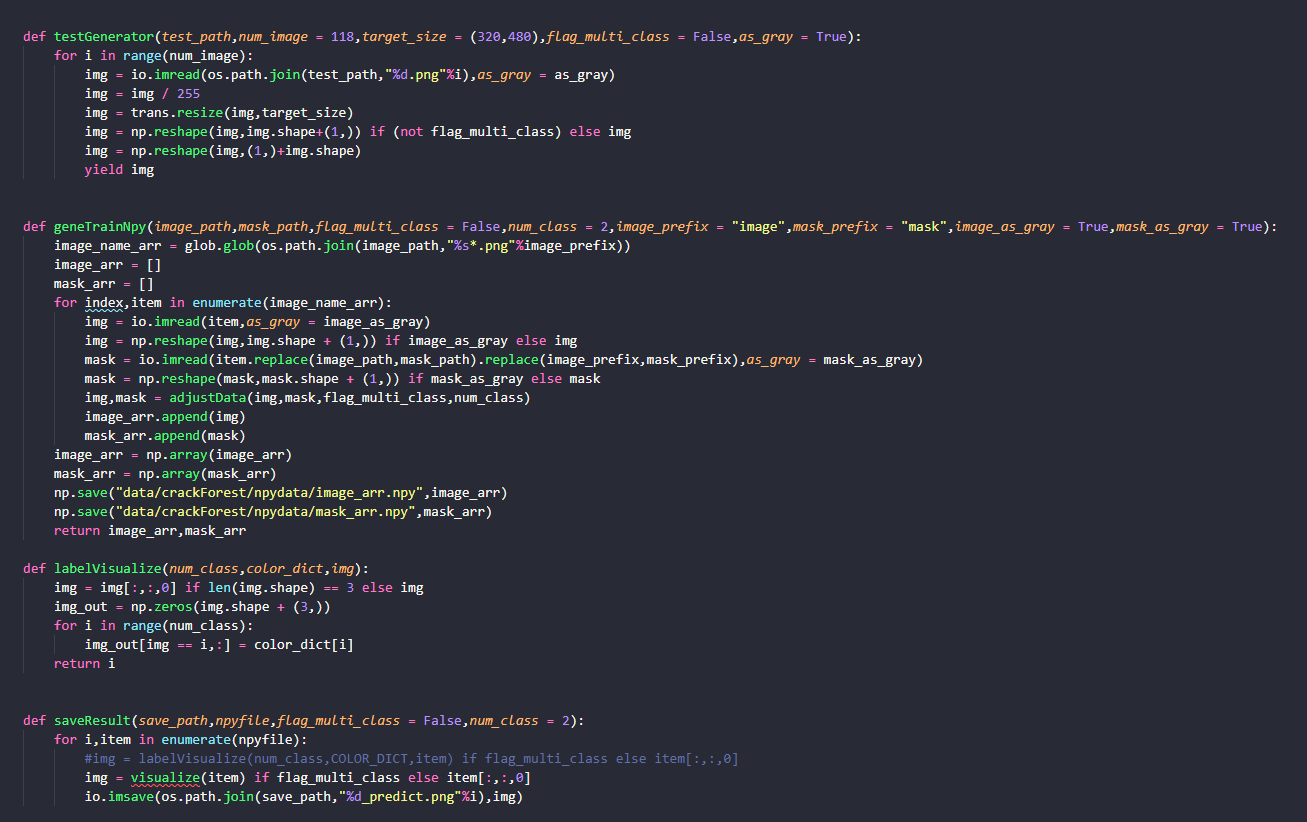 def testGenerator(test_path,num_image = 118,target_size = (320,480),flag_multi_class = False,as_gray = True):
    for i in range(num_image):
        img = io.imread(os.path.join(test_path,"%d.png"%i),as_gray = as_gray)
        img = img / 255
        img = trans.resize(img,target_size)
        img = np.reshape(img,img.shape+(1,)) if (not flag_multi_class) else img
        img = np.reshape(img,(1,)+img.shape)
        yield img
def geneTrainNpy(image_path,mask_path,flag_multi_class = False,num_class = 2,image_prefix = "image",mask_prefix = "mask",image_as_gray = True,mask_as_gray = True):
    image_name_arr = glob.glob(os.path.join(image_path,"%s*.png"%image_prefix))
    image_arr = []
    mask_arr = []
    for index,item in enumerate(image_name_arr):
        img = io.imread(item,as_gray = image_as_gray)
        img = np.reshape(img,img.shape + (1,)) if image_as_gray else img
        mask = io.imread(item.replace(image_path,mask_path).replace(image_prefix,mask_prefix),as_gray = mask_as_gray)
        mask = np.reshape(mask,mask.shape + (1,)) if mask_as_gray else mask
        img,mask = adjustData(img,mask,flag_multi_class,num_class)
        image_arr.append(img)
        mask_arr.append(mask)
    image_arr = np.array(image_arr)
    mask_arr = np.array(mask_arr)
    np.save("data/crackForest/npydata/image_arr.npy",image_arr)
    np.save("data/crackForest/npydata/mask_arr.npy",mask_arr)
    return image_arr,mask_arr
def labelVisualize(num_class,color_dict,img):
    img = img[:,:,0] if len(img.shape) == 3 else img
    img_out = np.zeros(img.shape + (3,))
    for i in range(num_class):
        img_out[img == i,:] = color_dict[i]
    return i
def saveResult(save_path,npyfile,flag_multi_class = False,num_class = 2):
    for i,item in enumerate(npyfile):
        #img = labelVisualize(num_class,COLOR_DICT,item) if flag_multi_class else item[:,:,0]
        img = visualize(item) if flag_multi_class else item[:,:,0]
        io.imsave(os.path.join(save_path,"%d_predict.png"%i),img)